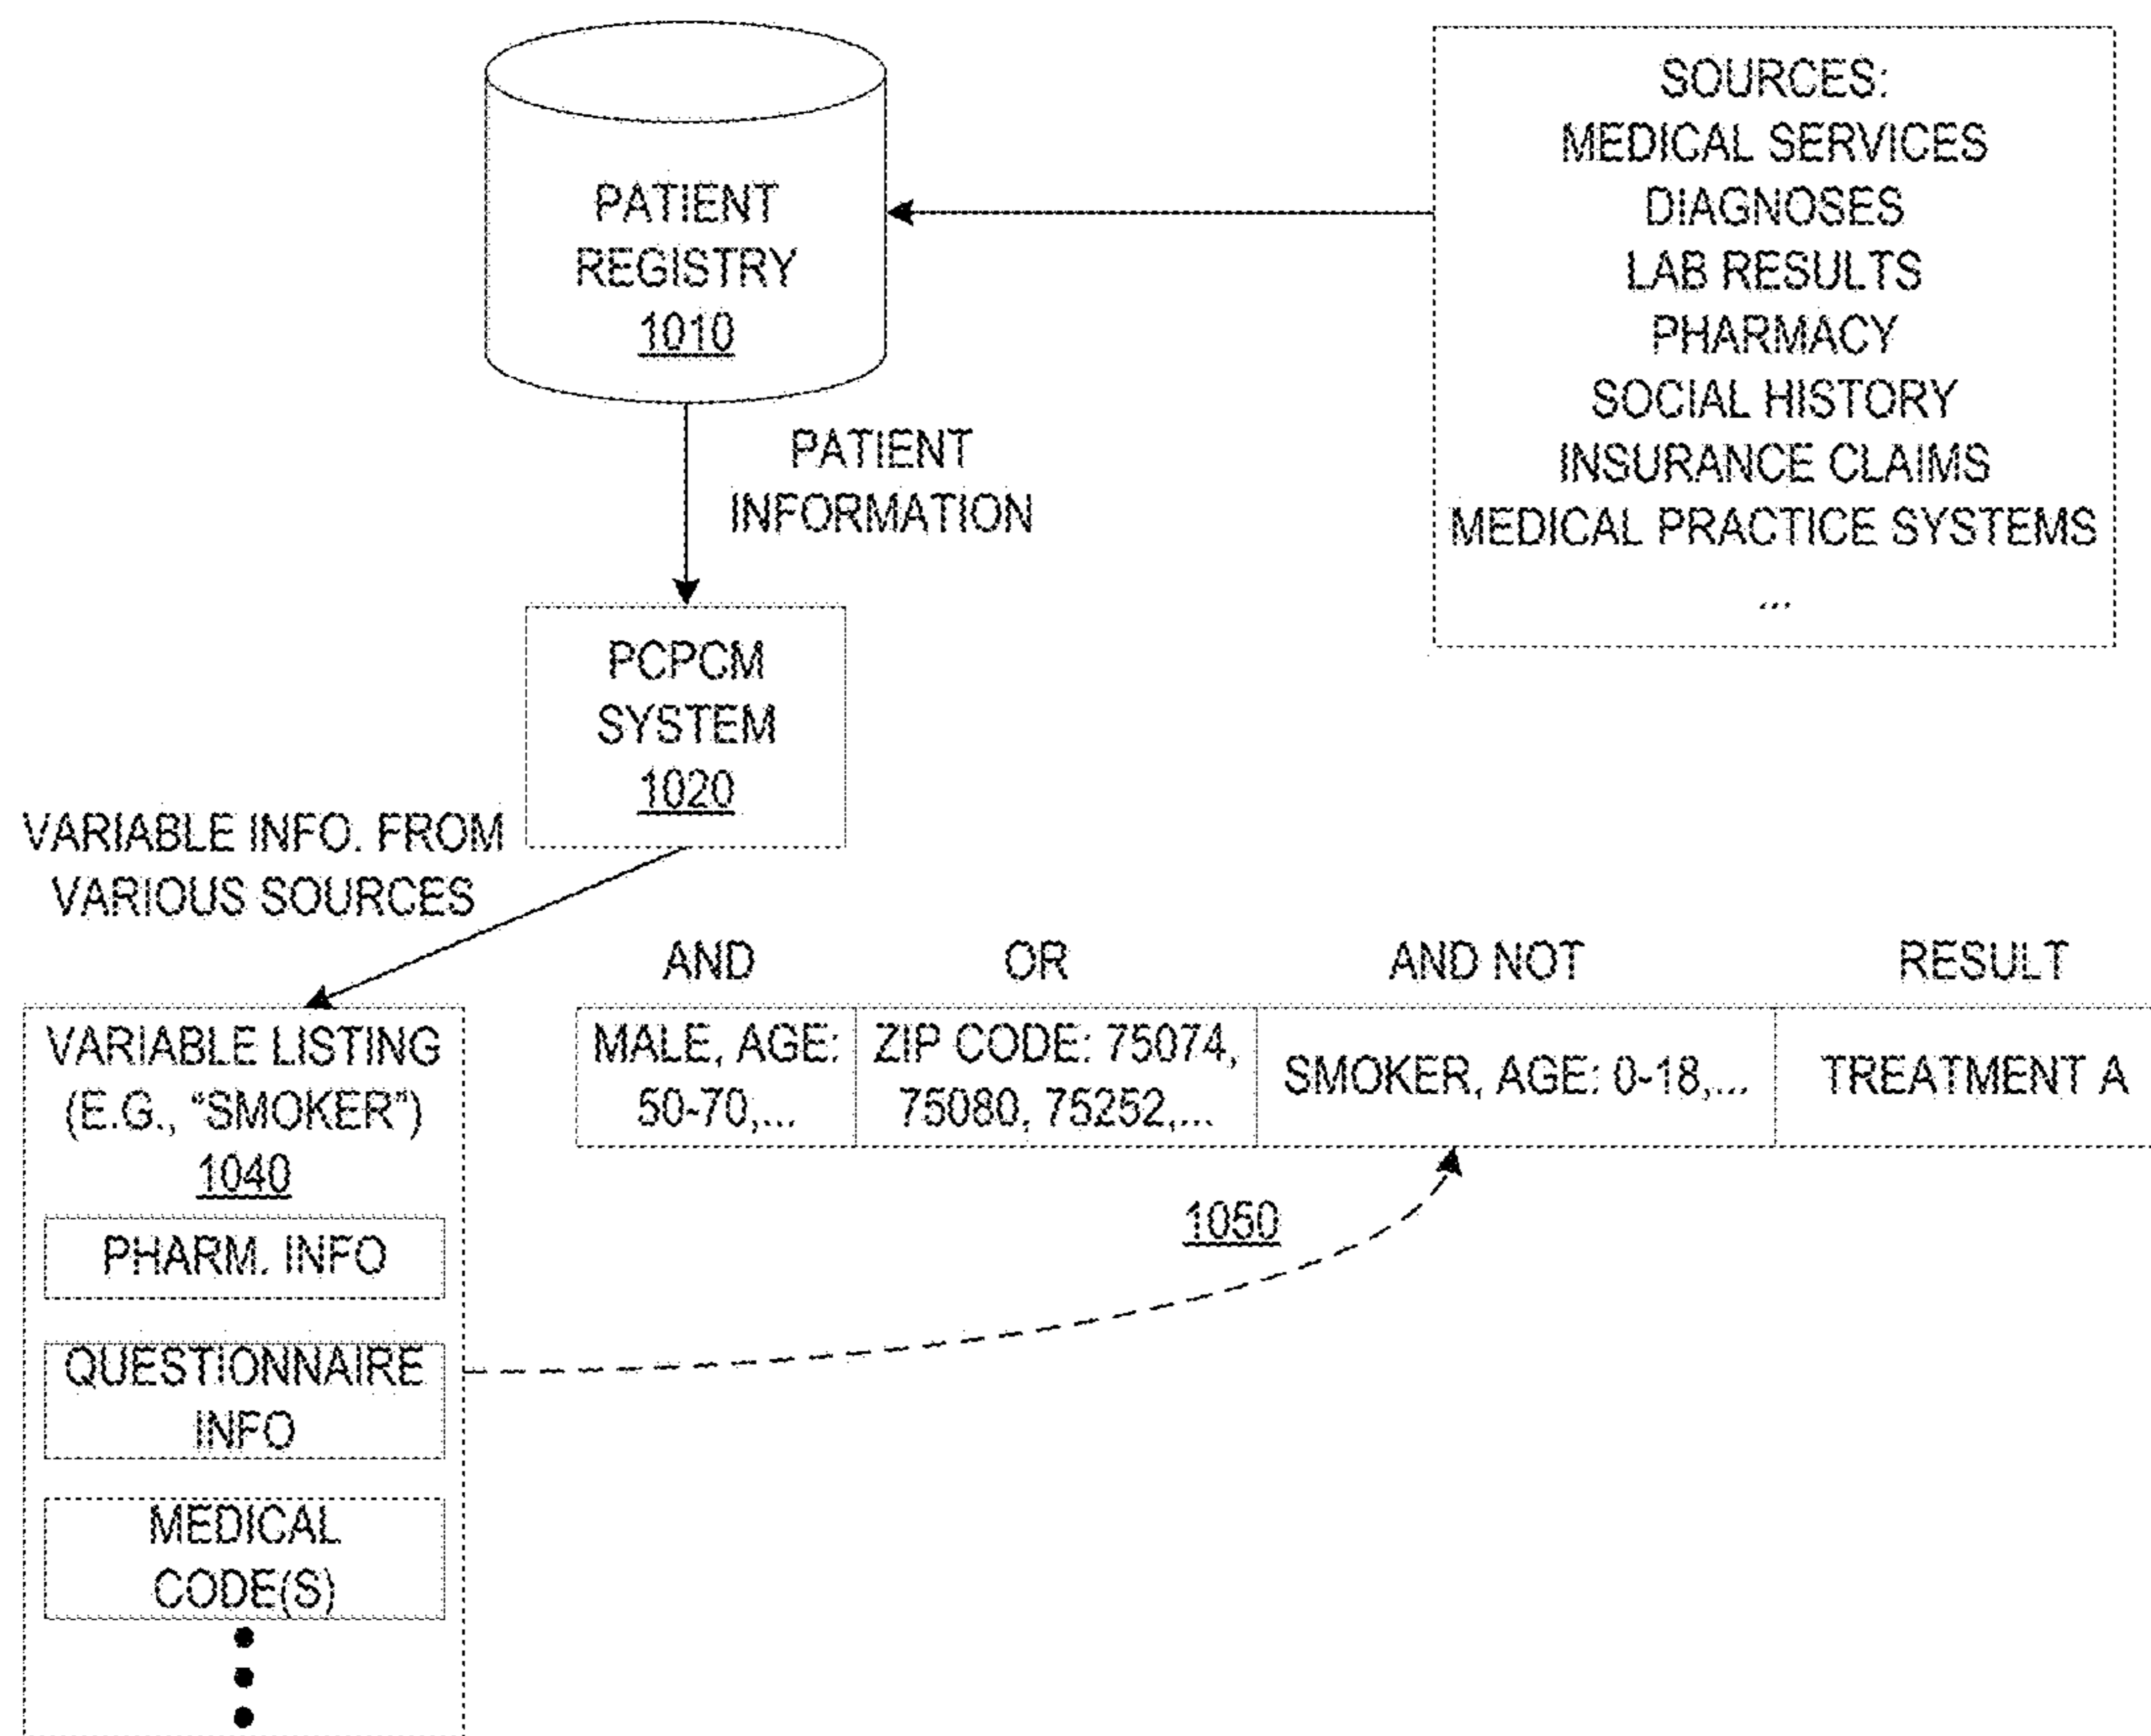 PATIENT
REGISTRY
1010
SOURCES:
MEDICAL SERVICES
DIAGNOSES
LAB RESULTS
PHARMACY
SOCIAL HISTORY
INSURANCE CLAIMS
MEDICAL PRACTICE SYSTEMS
...
PATIENT
INFORMATION
PCPCM
SYSTEM
1020
VARIABLE INFO. FROM
VARIOUS SOURCES
VARIABLE LISTING
(E.G., "SMOKER")
1040
PHARM. INFO
QUESTIONNAIRE
INFO
MEDICAL
CODE(S)
AND
MALE, AGE:
50-70,...
OR
ZIP CODE: 75074,
75080, 75252,...
AND NOT
SMOKER, AGE: 0-18,...
RESULT
TREATMENT A
1050